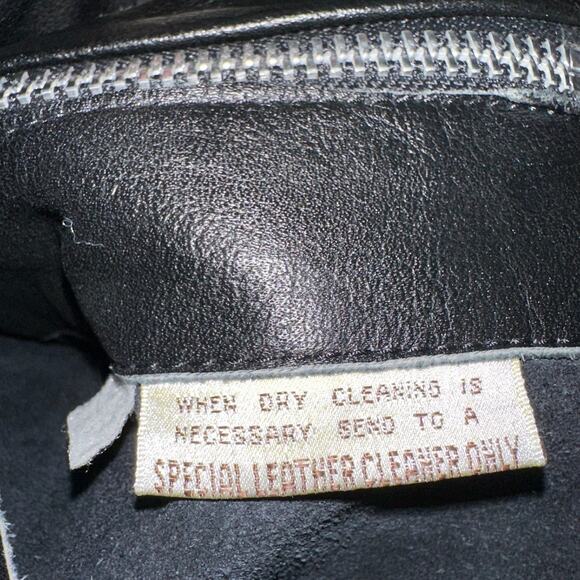 WHEN DRY CLEANING IS
NECESSARY SEND TO A
SPECIAL LEATHER CLEANER ONLY